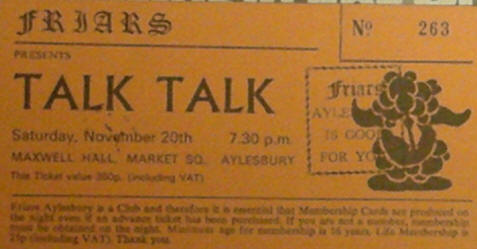 FRIARS
Nº 263
PRESENTS
TALK TALK
Saturday, November 20th 7.30 p.m.
MAXWELL HALL, MARKET SQ. AYLESBURY
This Ticket value 350p. (including VAT)
Friars
AYLES
IS GOOD
FOR YO
Friars Aylesbury is a Club and therefore it is essential that Membership Cards are produced on
the night even if an advance ticket has been purchased. If you are not a member, membership
must be obtained on the night. Minimum age for membership is 16 years. Life Membership is
25p (including VAT). Thank you.